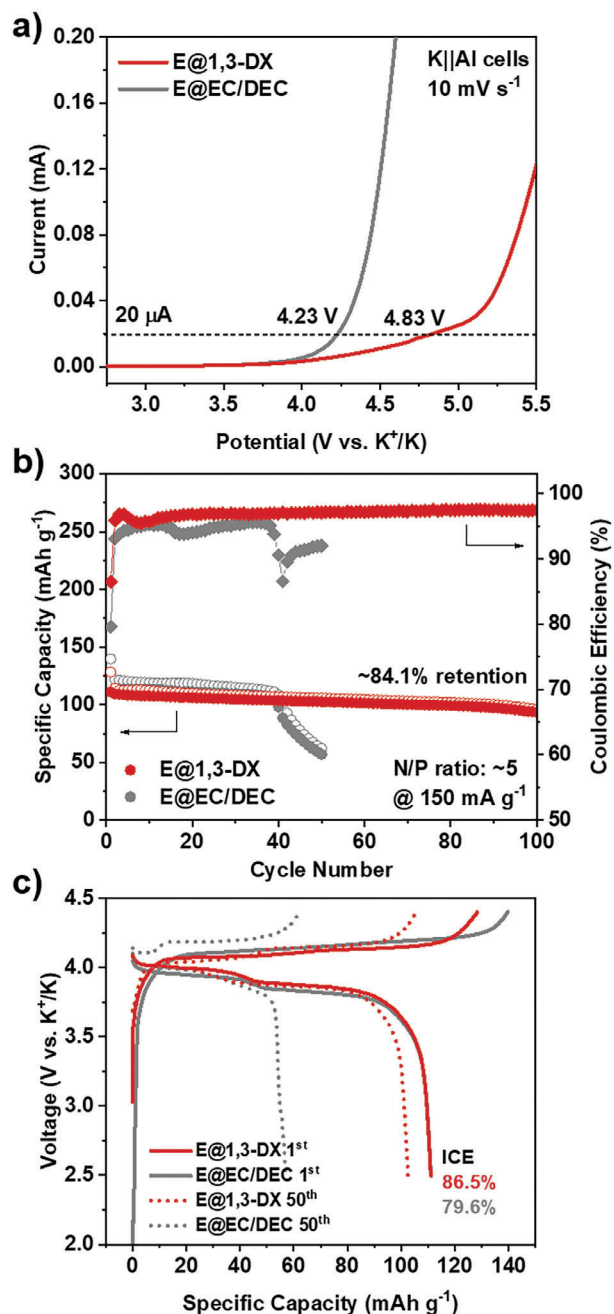 a)
0.20
0.16
0.12
0.08
0.04
0.00
Current (mA)
E@1,3-DX
E@EC/DEC
K||Al cells
10 mV s⁻¹
20 μA
4.23 V
4.83 V
3.0 3.5 4.0 4.5 5.0 5.5
Potential (V vs. K⁺/K)
b)
300
250
200
150
100
50
0
Specific Capacity (mAh g⁻¹)
100
90
80
70
60
50
Coulombic Efficiency (%)
~84.1% retention
E@1,3-DX
E@EC/DEC
N/P ratio: ~5
@ 150 mA g⁻¹
0 20 40 60 80 100
Cycle Number
c)
4.5
4.0
3.5
3.0
2.5
2.0
Voltage (V vs. K⁺/K)
E@1,3-DX 1ˢᵗ
E@EC/DEC 1ˢᵗ
E@1,3-DX 50ᵗʰ
E@EC/DEC 50ᵗʰ
ICE
86.5%
79.6%
0 20 40 60 80 100 120 140
Specific Capacity (mAh g⁻¹)